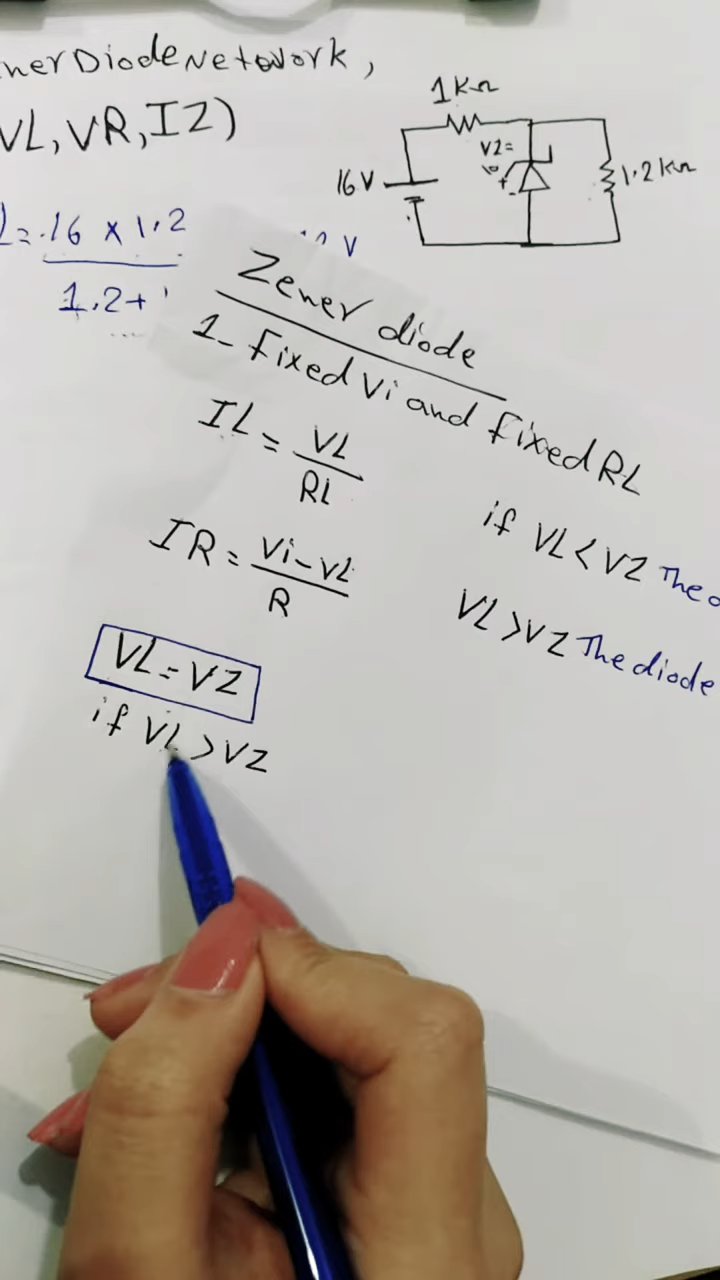 nerDiodeNetwork,
VL, VR, IZ)
1KΩ
VZ=
16V
1.2KΩ
= 16 x 1.2
1.2+
V
Zener diode
1- Fixed Vi and Fixed RL
IL = VL
RL
IR = Vi-VL
R
VL = VZ
if VL > VZ
if VL < VZ The
VL > VZ The diode